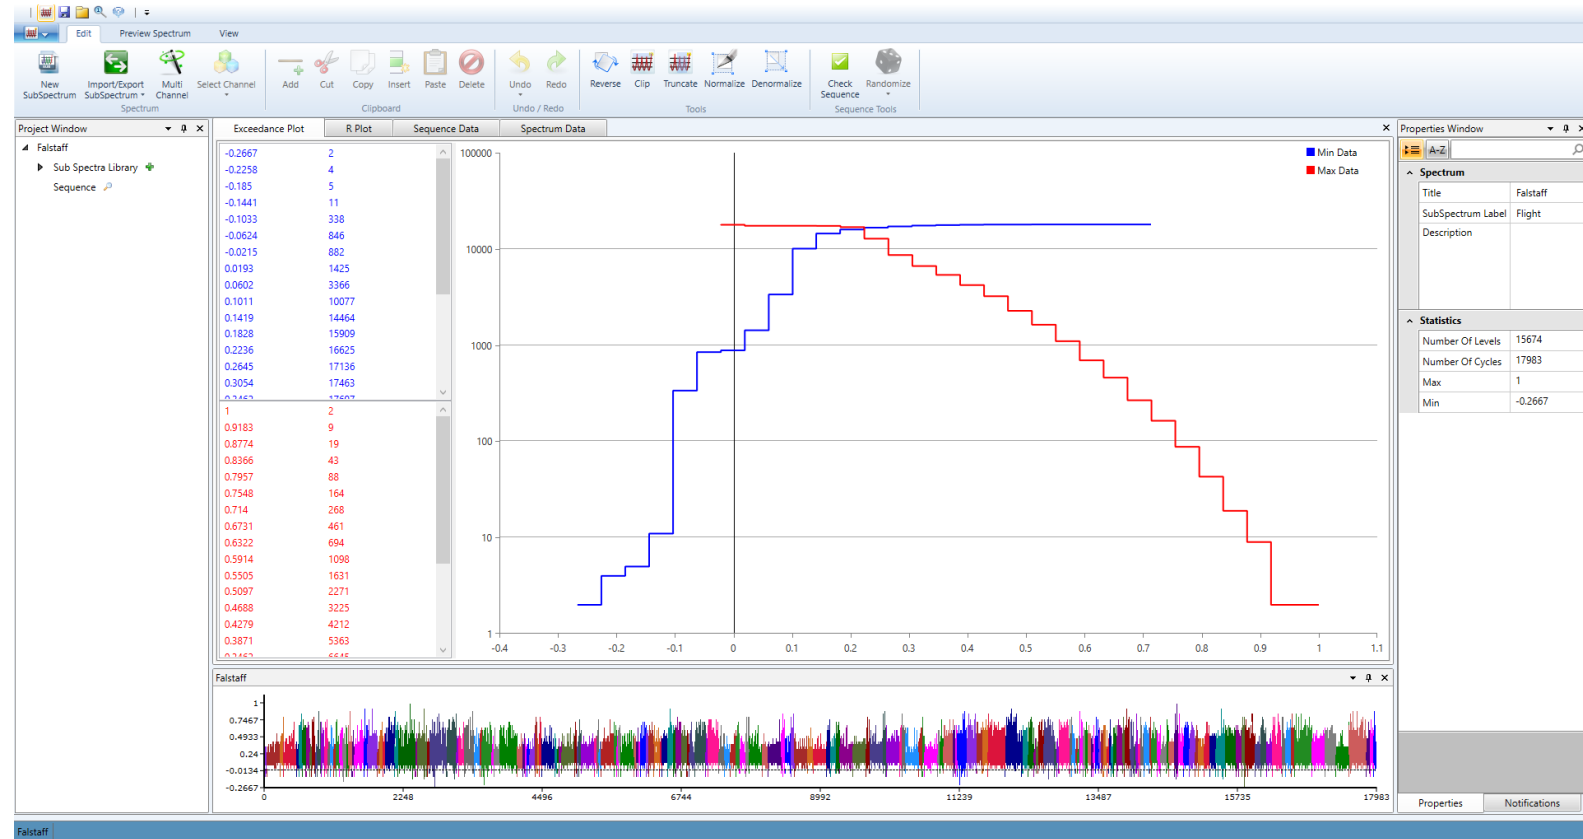 Edit Preview Spectrum View
New SubSpectrum
Import/Export SubSpectrum
Multi Channel
Select Channel
Spectrum
Add Cut Copy Insert Paste Delete
Clipboard
Undo Redo
Undo / Redo
Reverse Clip Truncate Normalize Denormalize
Tools
Check Sequence
Randomize
Sequence Tools
Project Window
Falstaff
Sub Spectra Library
Sequence
Exceedance Plot R Plot Sequence Data Spectrum Data
-0.2667 2
-0.2258 4
-0.185 5
-0.1441 11
-0.1033 338
-0.0624 846
-0.0215 882
0.0193 1425
0.0602 3366
0.1011 10077
0.1419 14464
0.1828 15909
0.2236 16625
0.2645 17136
0.3054 17463
1 2
0.9183 9
0.8774 19
0.8366 43
0.7957 88
0.7548 164
0.714 268
0.6731 461
0.6322 694
0.5914 1098
0.5505 1631
0.5097 2271
0.4688 3225
0.4279 4212
0.3871 5363
100000
10000
1000
100
10
1
-0.4 -0.3 -0.2 -0.1 0 0.1 0.2 0.3 0.4 0.5 0.6 0.7 0.8 0.9 1 1.1
Min Data
Max Data
Properties Window
A-Z
Spectrum
Title Falstaff
SubSpectrum Label Flight
Description
Statistics
Number Of Levels 15674
Number Of Cycles 17983
Max 1
Min -0.2667
Falstaff
1
0.7467
0.4933
0.24
-0.0134
-0.2667
0 2248 4496 6744 8992 11239 13487 15735 17983
Properties Notifications
Falstaff